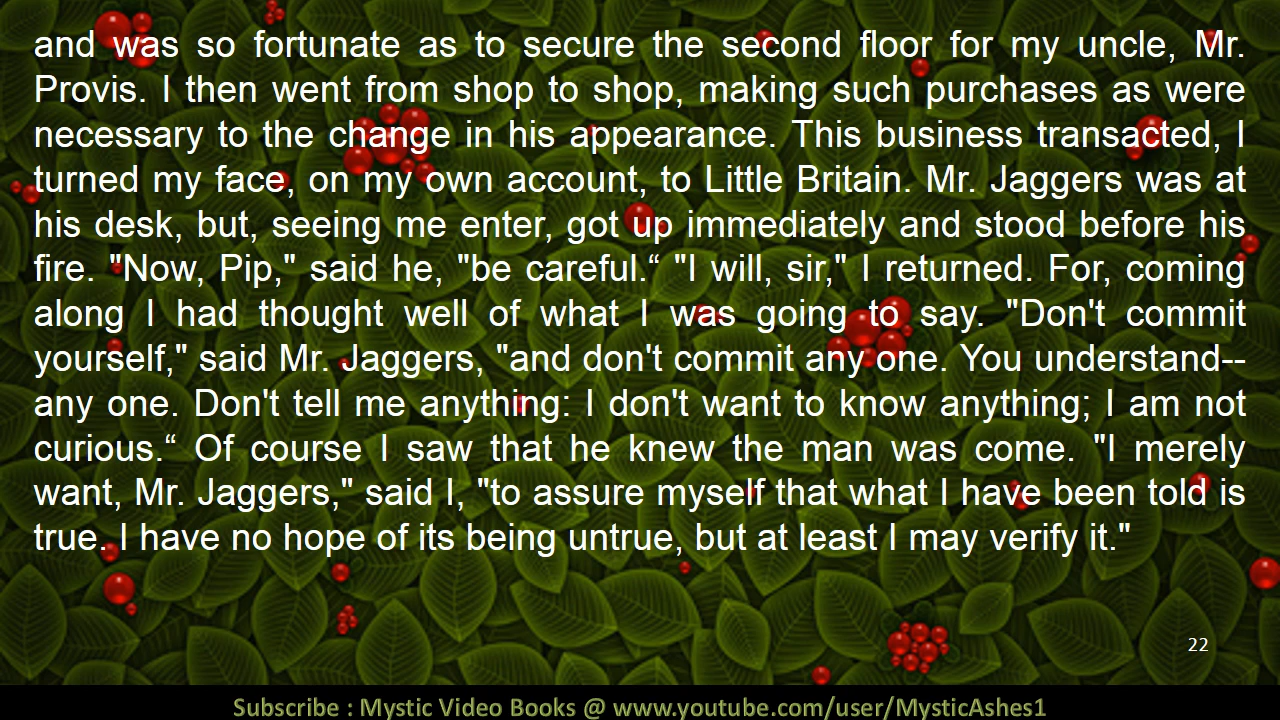 and was so fortunate as to secure the second floor for my uncle, Mr.
Provis. I then went from shop to shop, making such purchases as were
necessary to the change in his appearance. This business transacted, I
turned my face, on my own account, to Little Britain. Mr. Jaggers was at
his desk, but, seeing me enter, got up immediately and stood before his
fire. "Now, Pip," said he, "be careful.“ "I will, sir," I returned. For, coming
along I had thought well of what I was going to say. "Don't commit
yourself," said Mr. Jaggers, "and don't commit any one. You understand--
any one. Don't tell me anything: I don't want to know anything; I am not
curious.“ Of course I saw that he knew the man was come. "I merely
want, Mr. Jaggers," said I, "to assure myself that what I have been told is
true. I have no hope of its being untrue, but at least I may verify it."
22
Subscribe : Mystic Video Books @ www.youtube.com/user/MysticAshes1